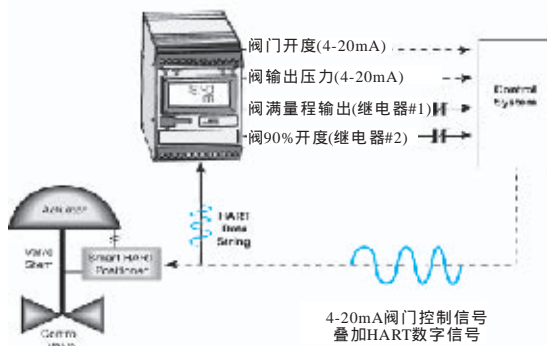 阀门开度(4-20mA)
阀输出压力(4-20mA)
阀满量程输出(继电器#1)
阀90%开度(继电器#2)
Control
System
HART
Data
String
Actuator
Valve
Stem
Smart HART
Positioner
Control
4-20mA阀门控制信号
叠加HART数字信号